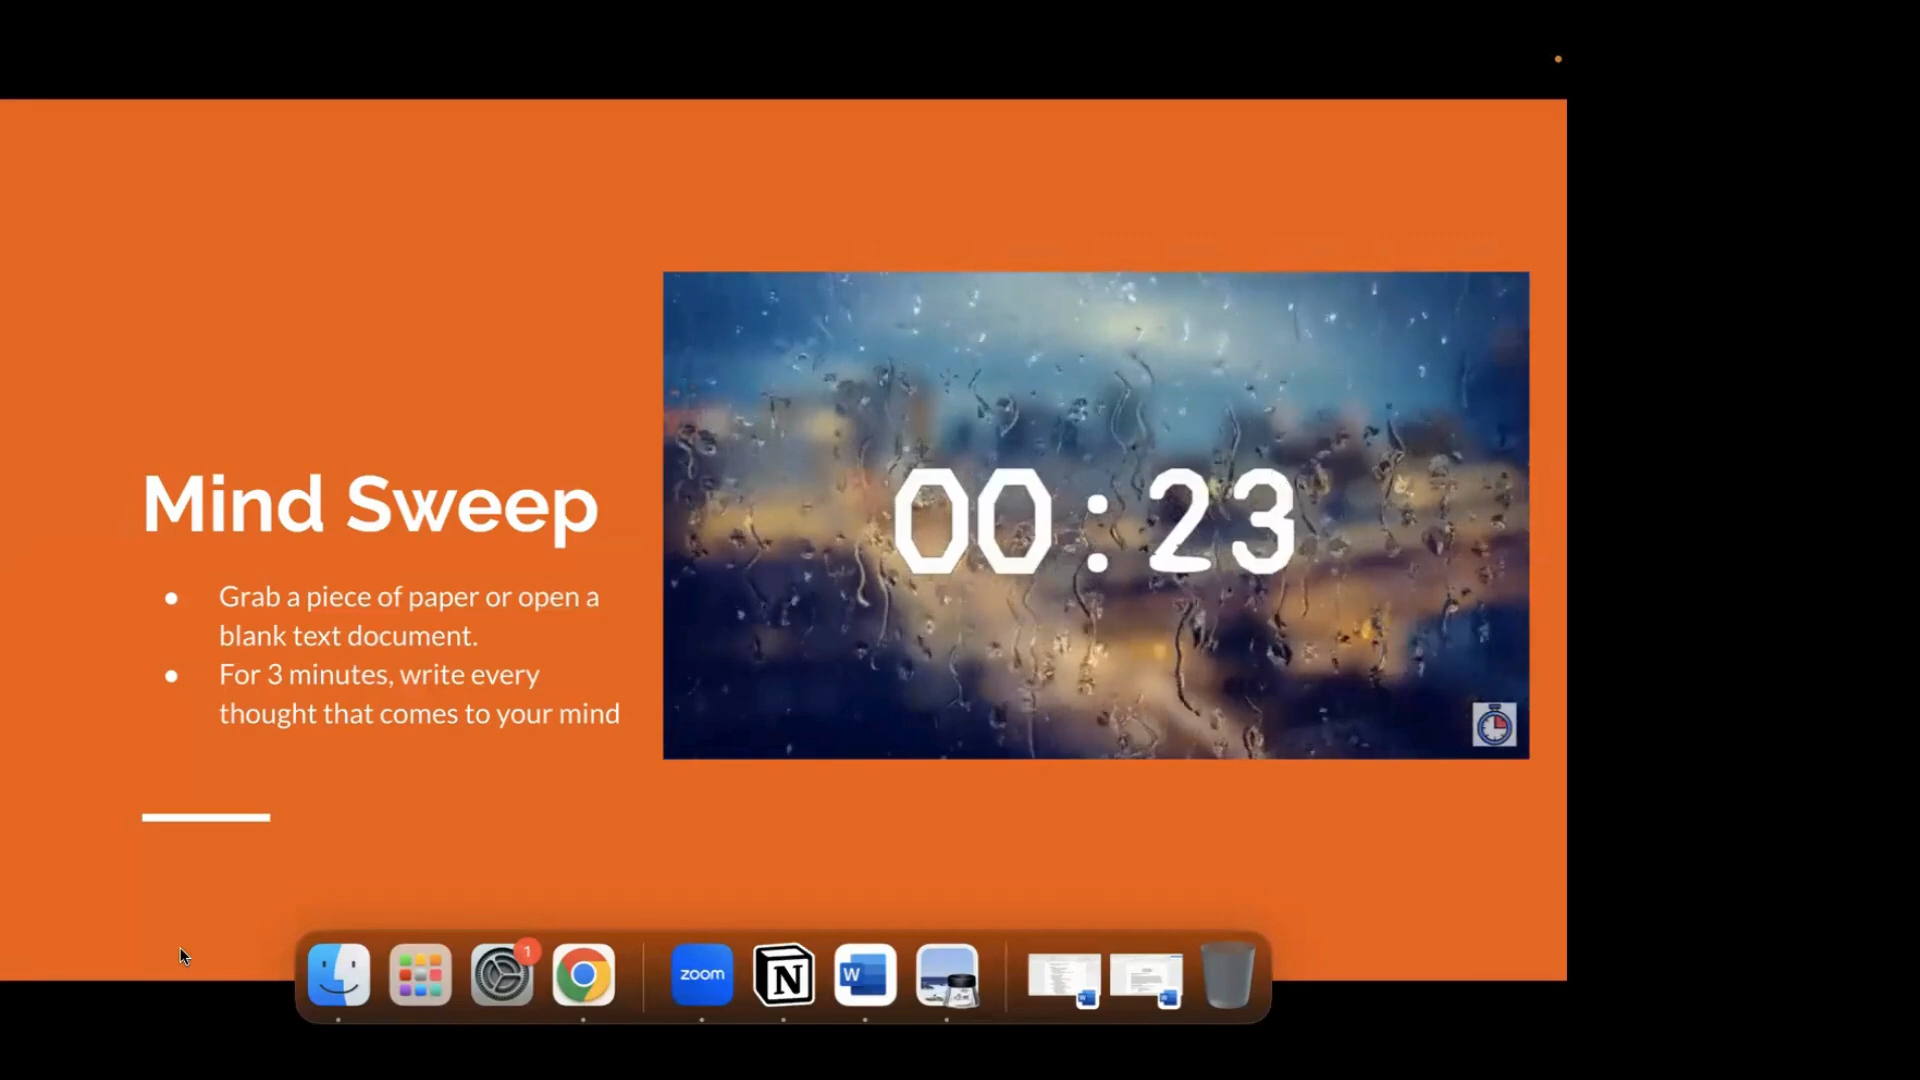 Mind Sweep
● Grab a piece of paper or open a
blank text document.
● For 3 minutes, write every
thought that comes to your mind
00:23
1
zoom
N
W